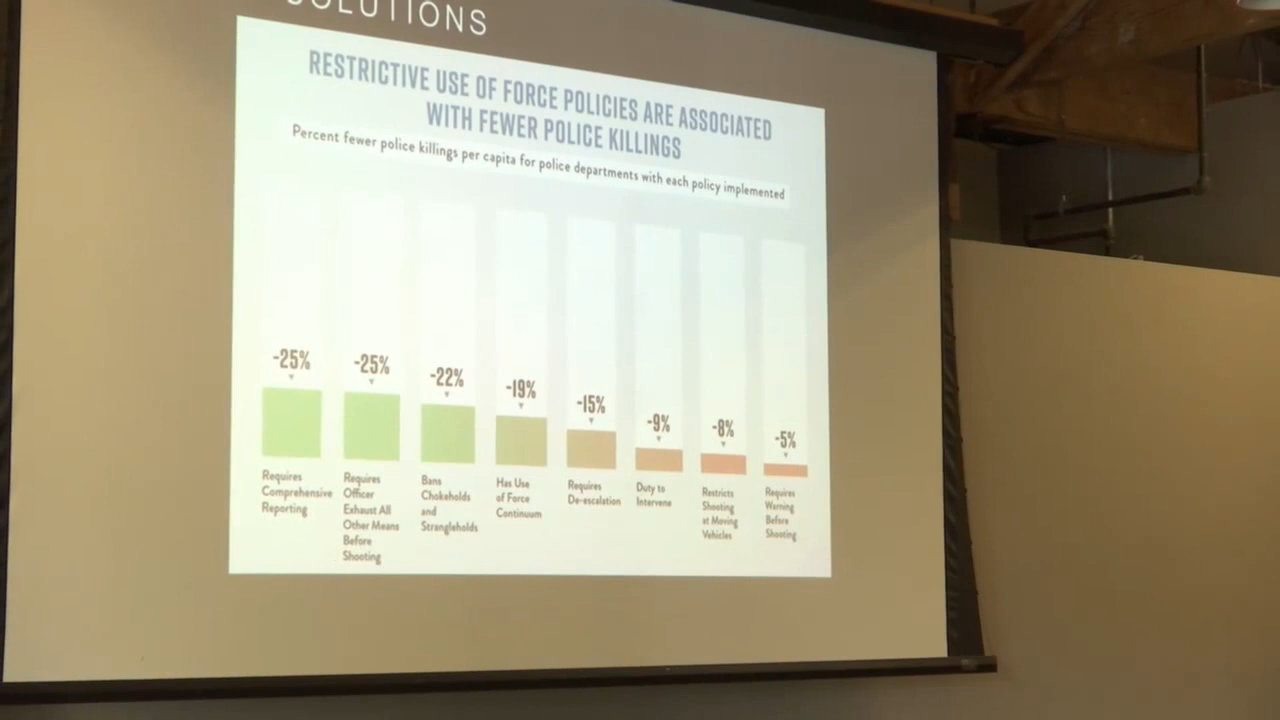 SOLUTIONS
RESTRICTIVE USE OF FORCE POLICIES ARE ASSOCIATED
WITH FEWER POLICE KILLINGS
Percent fewer police killings per capita for police departments with each policy implemented
-25%
-25%
-22%
-19%
-15%
-9%
-8%
-5%
Requires
Comprehensive
Reporting
Requires
Officer
Exhaust All
Other Means
Before
Shooting
Bans
Chokeholds
and
Strangleholds
Has Use
of Force
Continuum
Requires
De-escalation
Duty to
Intervene
Restricts
Shooting
at Moving
Vehicles
Requires
Warning
Before
Shooting